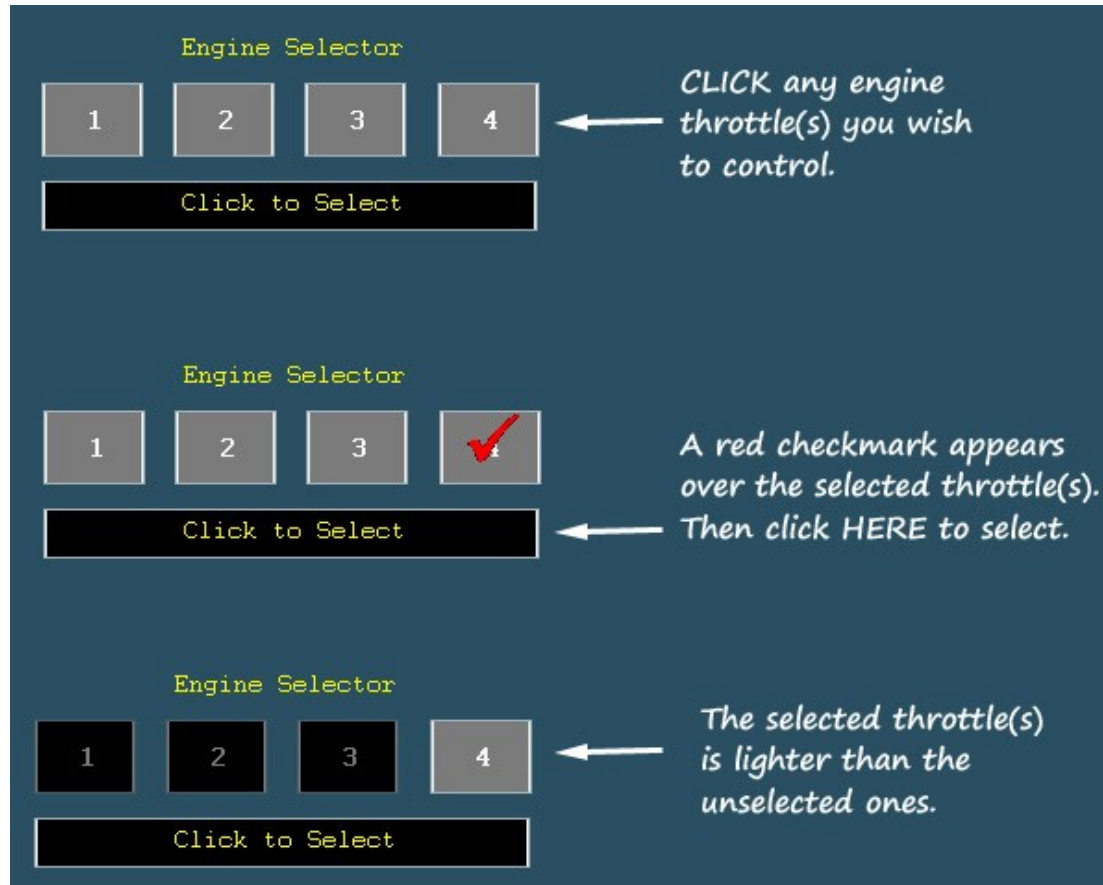 Engine Selector
1 2 3 4
CLICK any engine
throttle(s) you wish
to control.
Click to Select
Engine Selector
1 2 3 4
A red checkmark appears
over the selected throttle(s).
Then click HERE to select.
Click to Select
Engine Selector
1 2 3 4
The selected throttle(s)
is lighter than the
unselected ones.
Click to Select